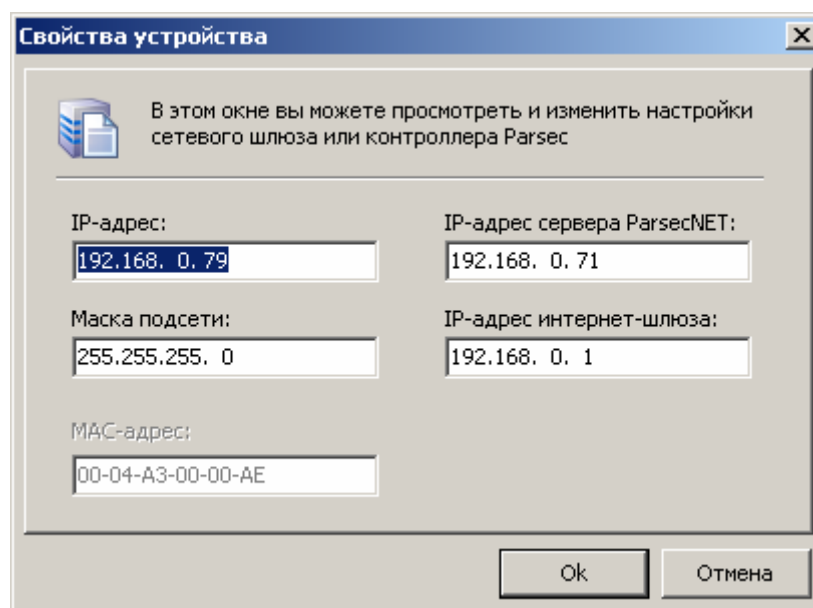 Свойства устройства
В этом окне вы можете просмотреть и изменить настройки
сетевого шлюза или контроллера Parsec
IP-адрес:
192.168. 0. 79
IP-адрес сервера ParsecNET:
192.168. 0. 71
Маска подсети:
255.255.255. 0
IP-адрес интернет-шлюза:
192.168. 0. 1
MAC-адрес:
00-04-A3-00-00-AE
Ok
Отмена